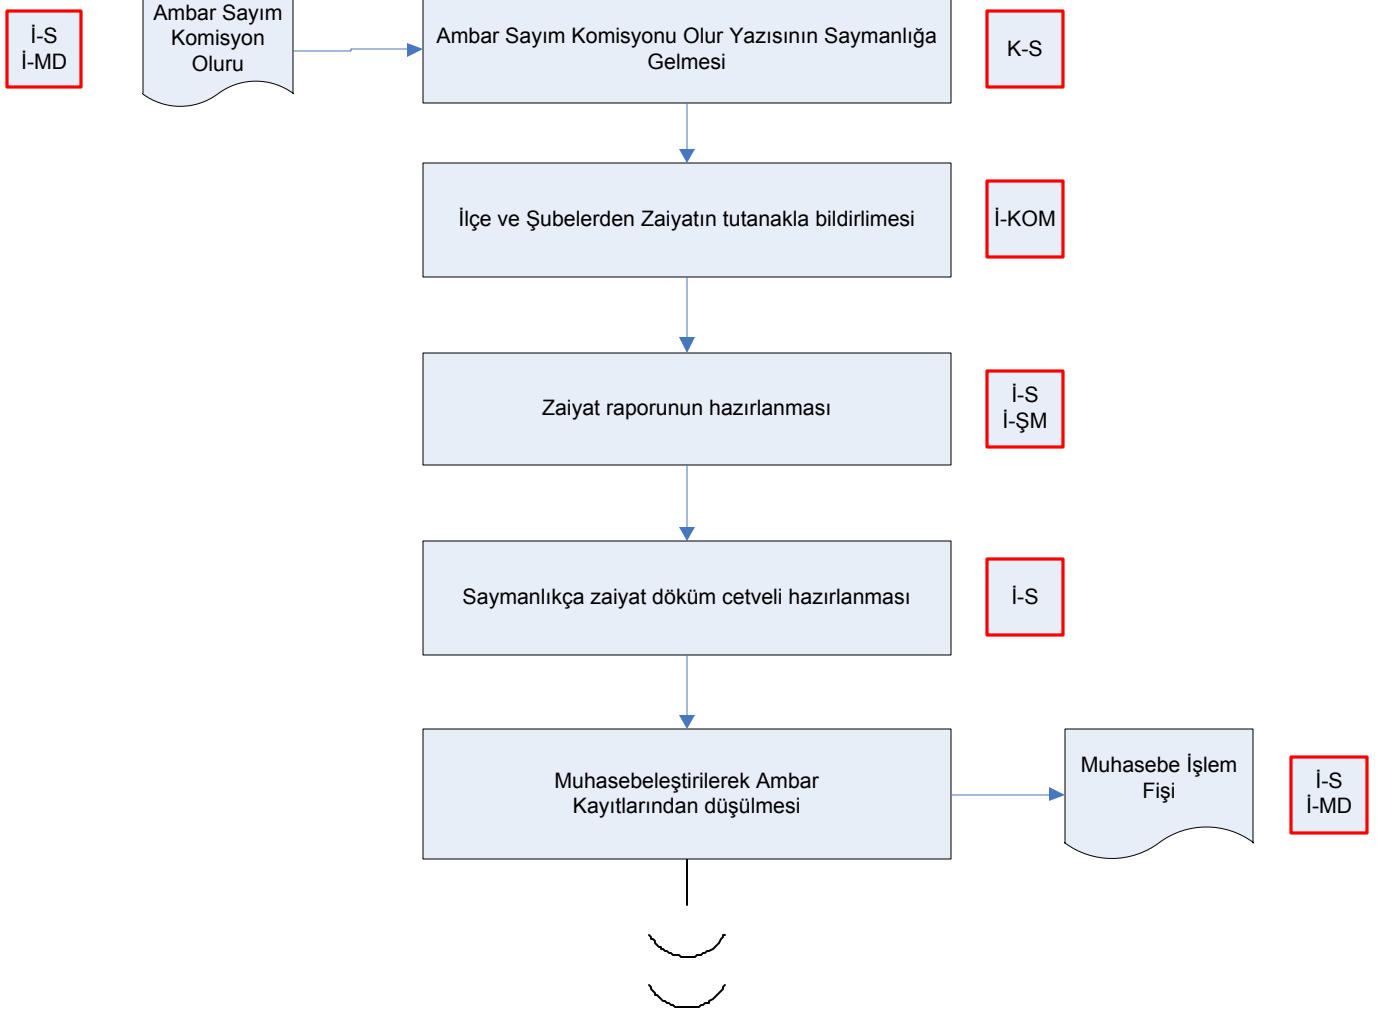 İ-S
İ-MD
Ambar Sayım
Komisyon
Oluru
Ambar Sayım Komisyonu Olur Yazısının Saymanlığa
Gelmesi
K-S
İlçe ve Şubelerden Zaiyatın tutanakla bildirlimesi
İ-KOM
Zaiyat raporunun hazırlanması
İ-S
İ-ŞM
Saymanlıkça zaiyat döküm cetveli hazırlanması
İ-S
Muhasebeleştirilerek Ambar
Kayıtlarından düşülmesi
Muhasebe İşlem
Fişi
İ-S
İ-MD